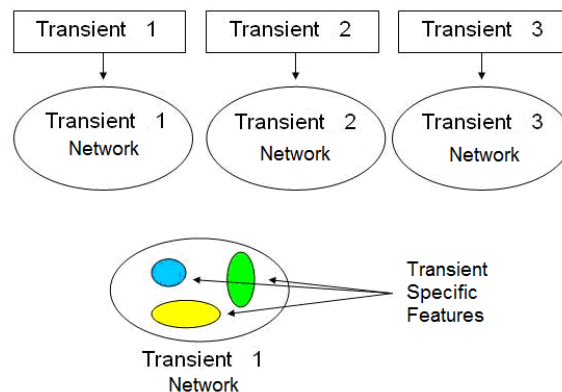 Transient 1
Transient 2
Transient 3
Transient 1
Network
Transient 2
Network
Transient 3
Network
Transient
Specific
Features
Transient 1
Network